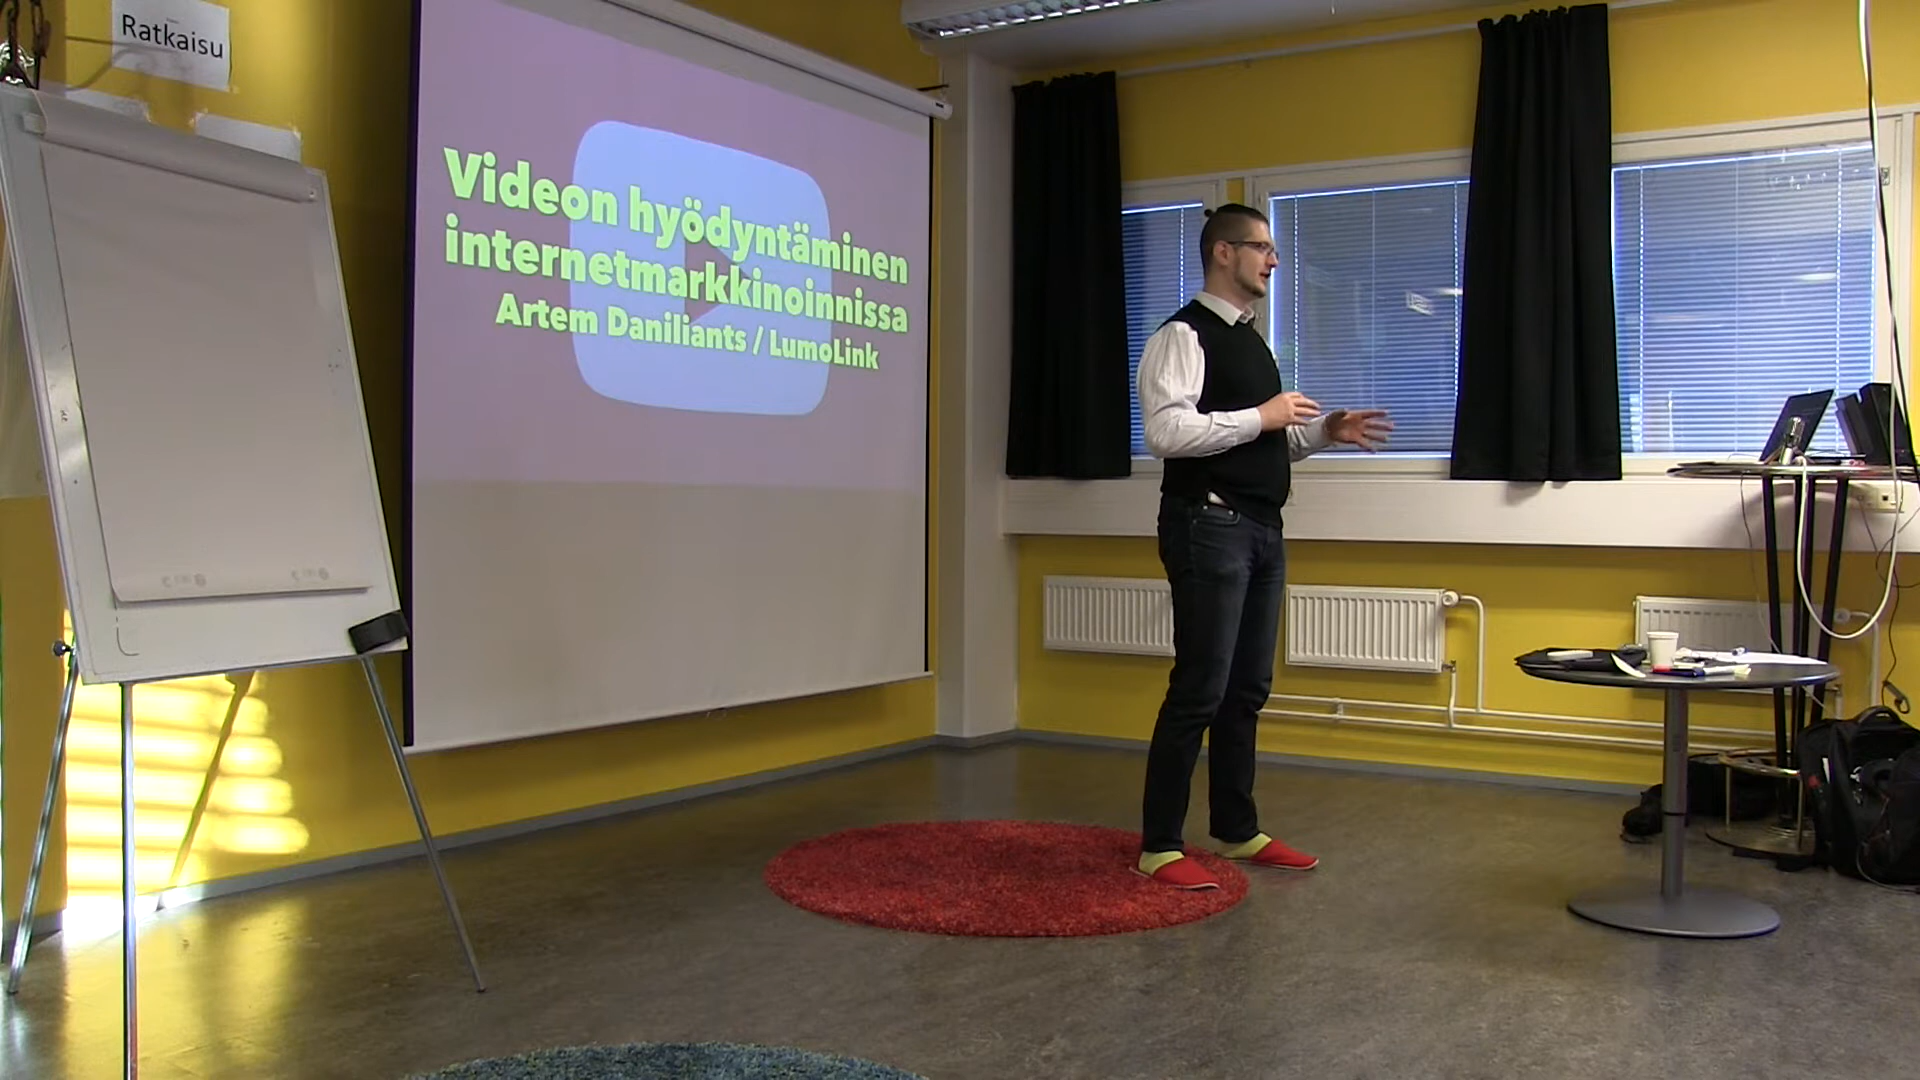 Ratkaisu
Videon hyödyntäminen
internetmarkkinoinnissa
Artem Daniliants / LumoLink